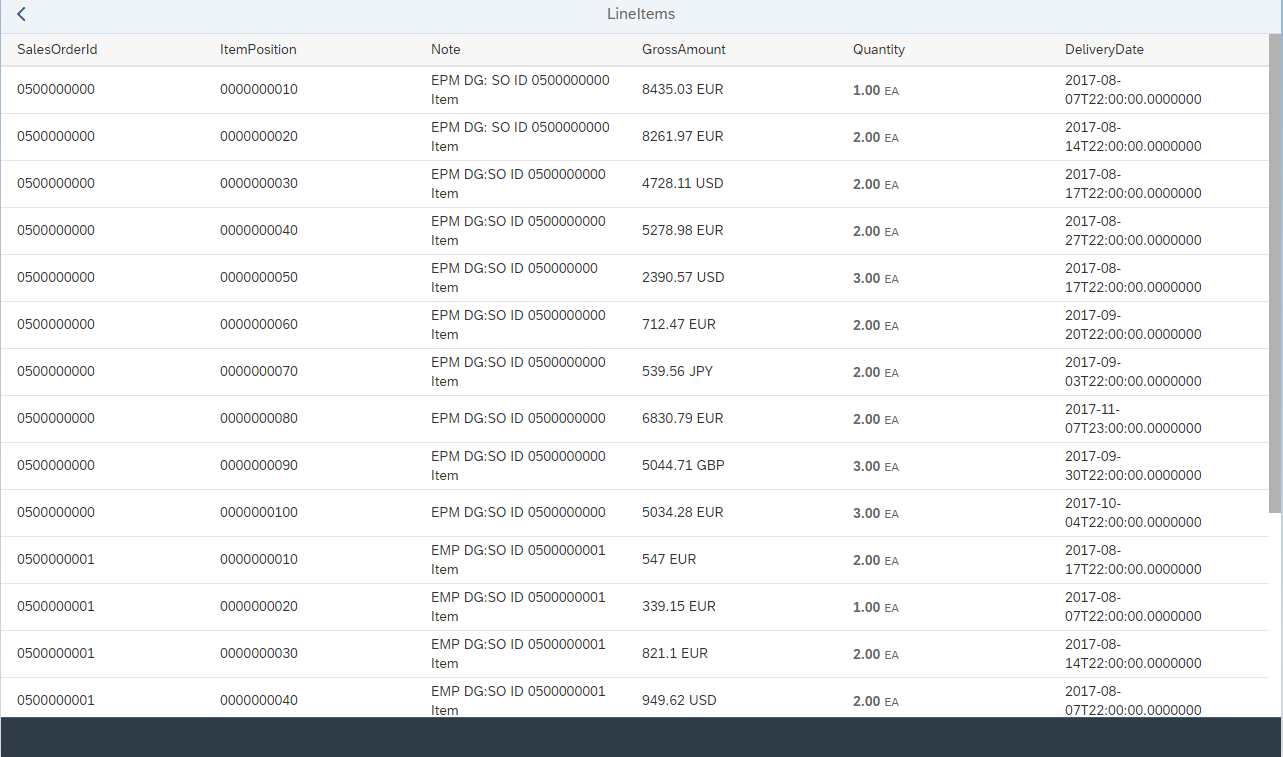 LineItems
SalesOrderId ItemPosition Note GrossAmount Quantity DeliveryDate
0500000000 0000000010 EPM DG: SO ID 0500000000 Item 8435.03 EUR 1.00 EA 2017-08-07T22:00:00.0000000
0500000000 0000000020 EPM DG: SO ID 0500000000 Item 8261.97 EUR 2.00 EA 2017-08-14T22:00:00.0000000
0500000000 0000000030 EPM DG:SO ID 0500000000 Item 4728.11 USD 2.00 EA 2017-08-17T22:00:00.0000000
0500000000 0000000040 EPM DG:SO ID 0500000000 Item 5278.98 EUR 2.00 EA 2017-08-27T22:00:00.0000000
0500000000 0000000050 EPM DG:SO ID 050000000 Item 2390.57 USD 3.00 EA 2017-08-17T22:00:00.0000000
0500000000 0000000060 EPM DG:SO ID 0500000000 Item 712.47 EUR 2.00 EA 2017-09-20T22:00:00.0000000
0500000000 0000000070 EPM DG:SO ID 0500000000 Item 539.56 JPY 2.00 EA 2017-09-03T22:00:00.0000000
0500000000 0000000080 EPM DG:SO ID 0500000000 6830.79 EUR 2.00 EA 2017-11-07T23:00:00.0000000
0500000000 0000000090 EPM DG:SO ID 0500000000 Item 5044.71 GBP 3.00 EA 2017-09-30T22:00:00.0000000
0500000000 0000000100 EPM DG:SO ID 0500000000 5034.28 EUR 3.00 EA 2017-10-04T22:00:00.0000000
0500000001 0000000010 EMP DG:SO ID 0500000001 Item 547 EUR 2.00 EA 2017-08-17T22:00:00.0000000
0500000001 0000000020 EMP DG:SO ID 0500000001 Item 339.15 EUR 1.00 EA 2017-08-07T22:00:00.0000000
0500000001 0000000030 EMP DG:SO ID 0500000001 Item 821.1 EUR 2.00 EA 2017-08-14T22:00:00.0000000
0500000001 0000000040 EMP DG:SO ID 0500000001 Item 949.62 USD 2.00 EA 2017-08-07T22:00:00.0000000